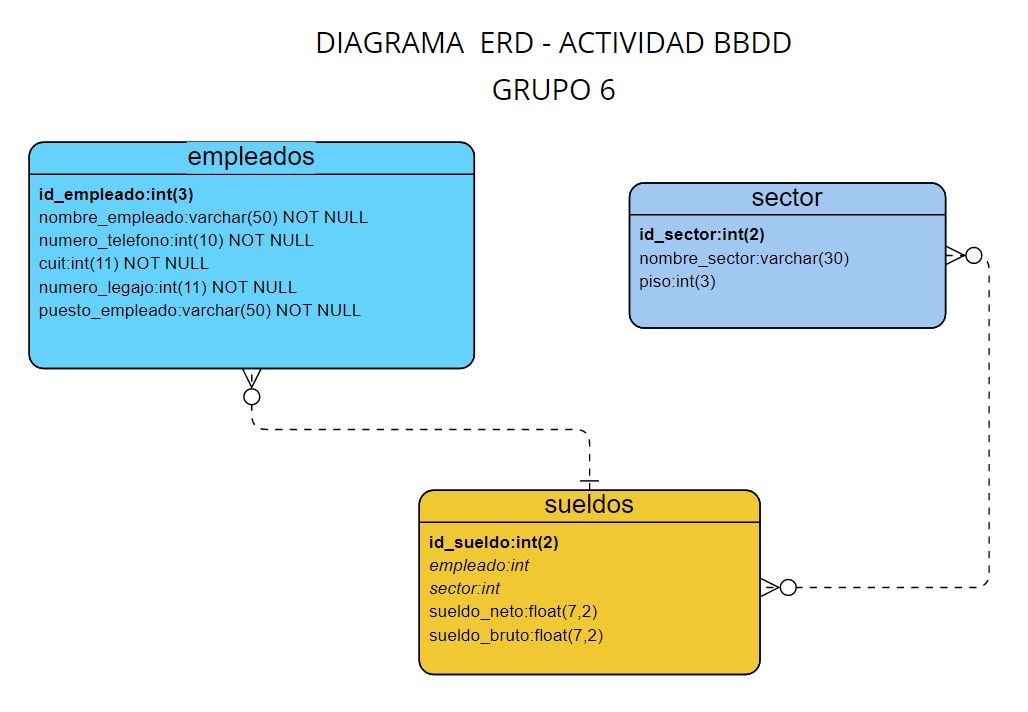 DIAGRAMA ERD - ACTIVIDAD BBDD
GRUPO 6
empleados
id_empleado:int(3)
nombre_empleado:varchar(50) NOT NULL
numero_telefono:int(10) NOT NULL
cuit:int(11) NOT NULL
numero_legajo:int(11) NOT NULL
puesto_empleado:varchar(50) NOT NULL
sector
id_sector:int(2)
nombre_sector:varchar(30)
piso:int(3)
sueldos
id_sueldo:int(2)
empleado:int
sector:int
sueldo_neto:float(7,2)
sueldo_bruto:float(7,2)